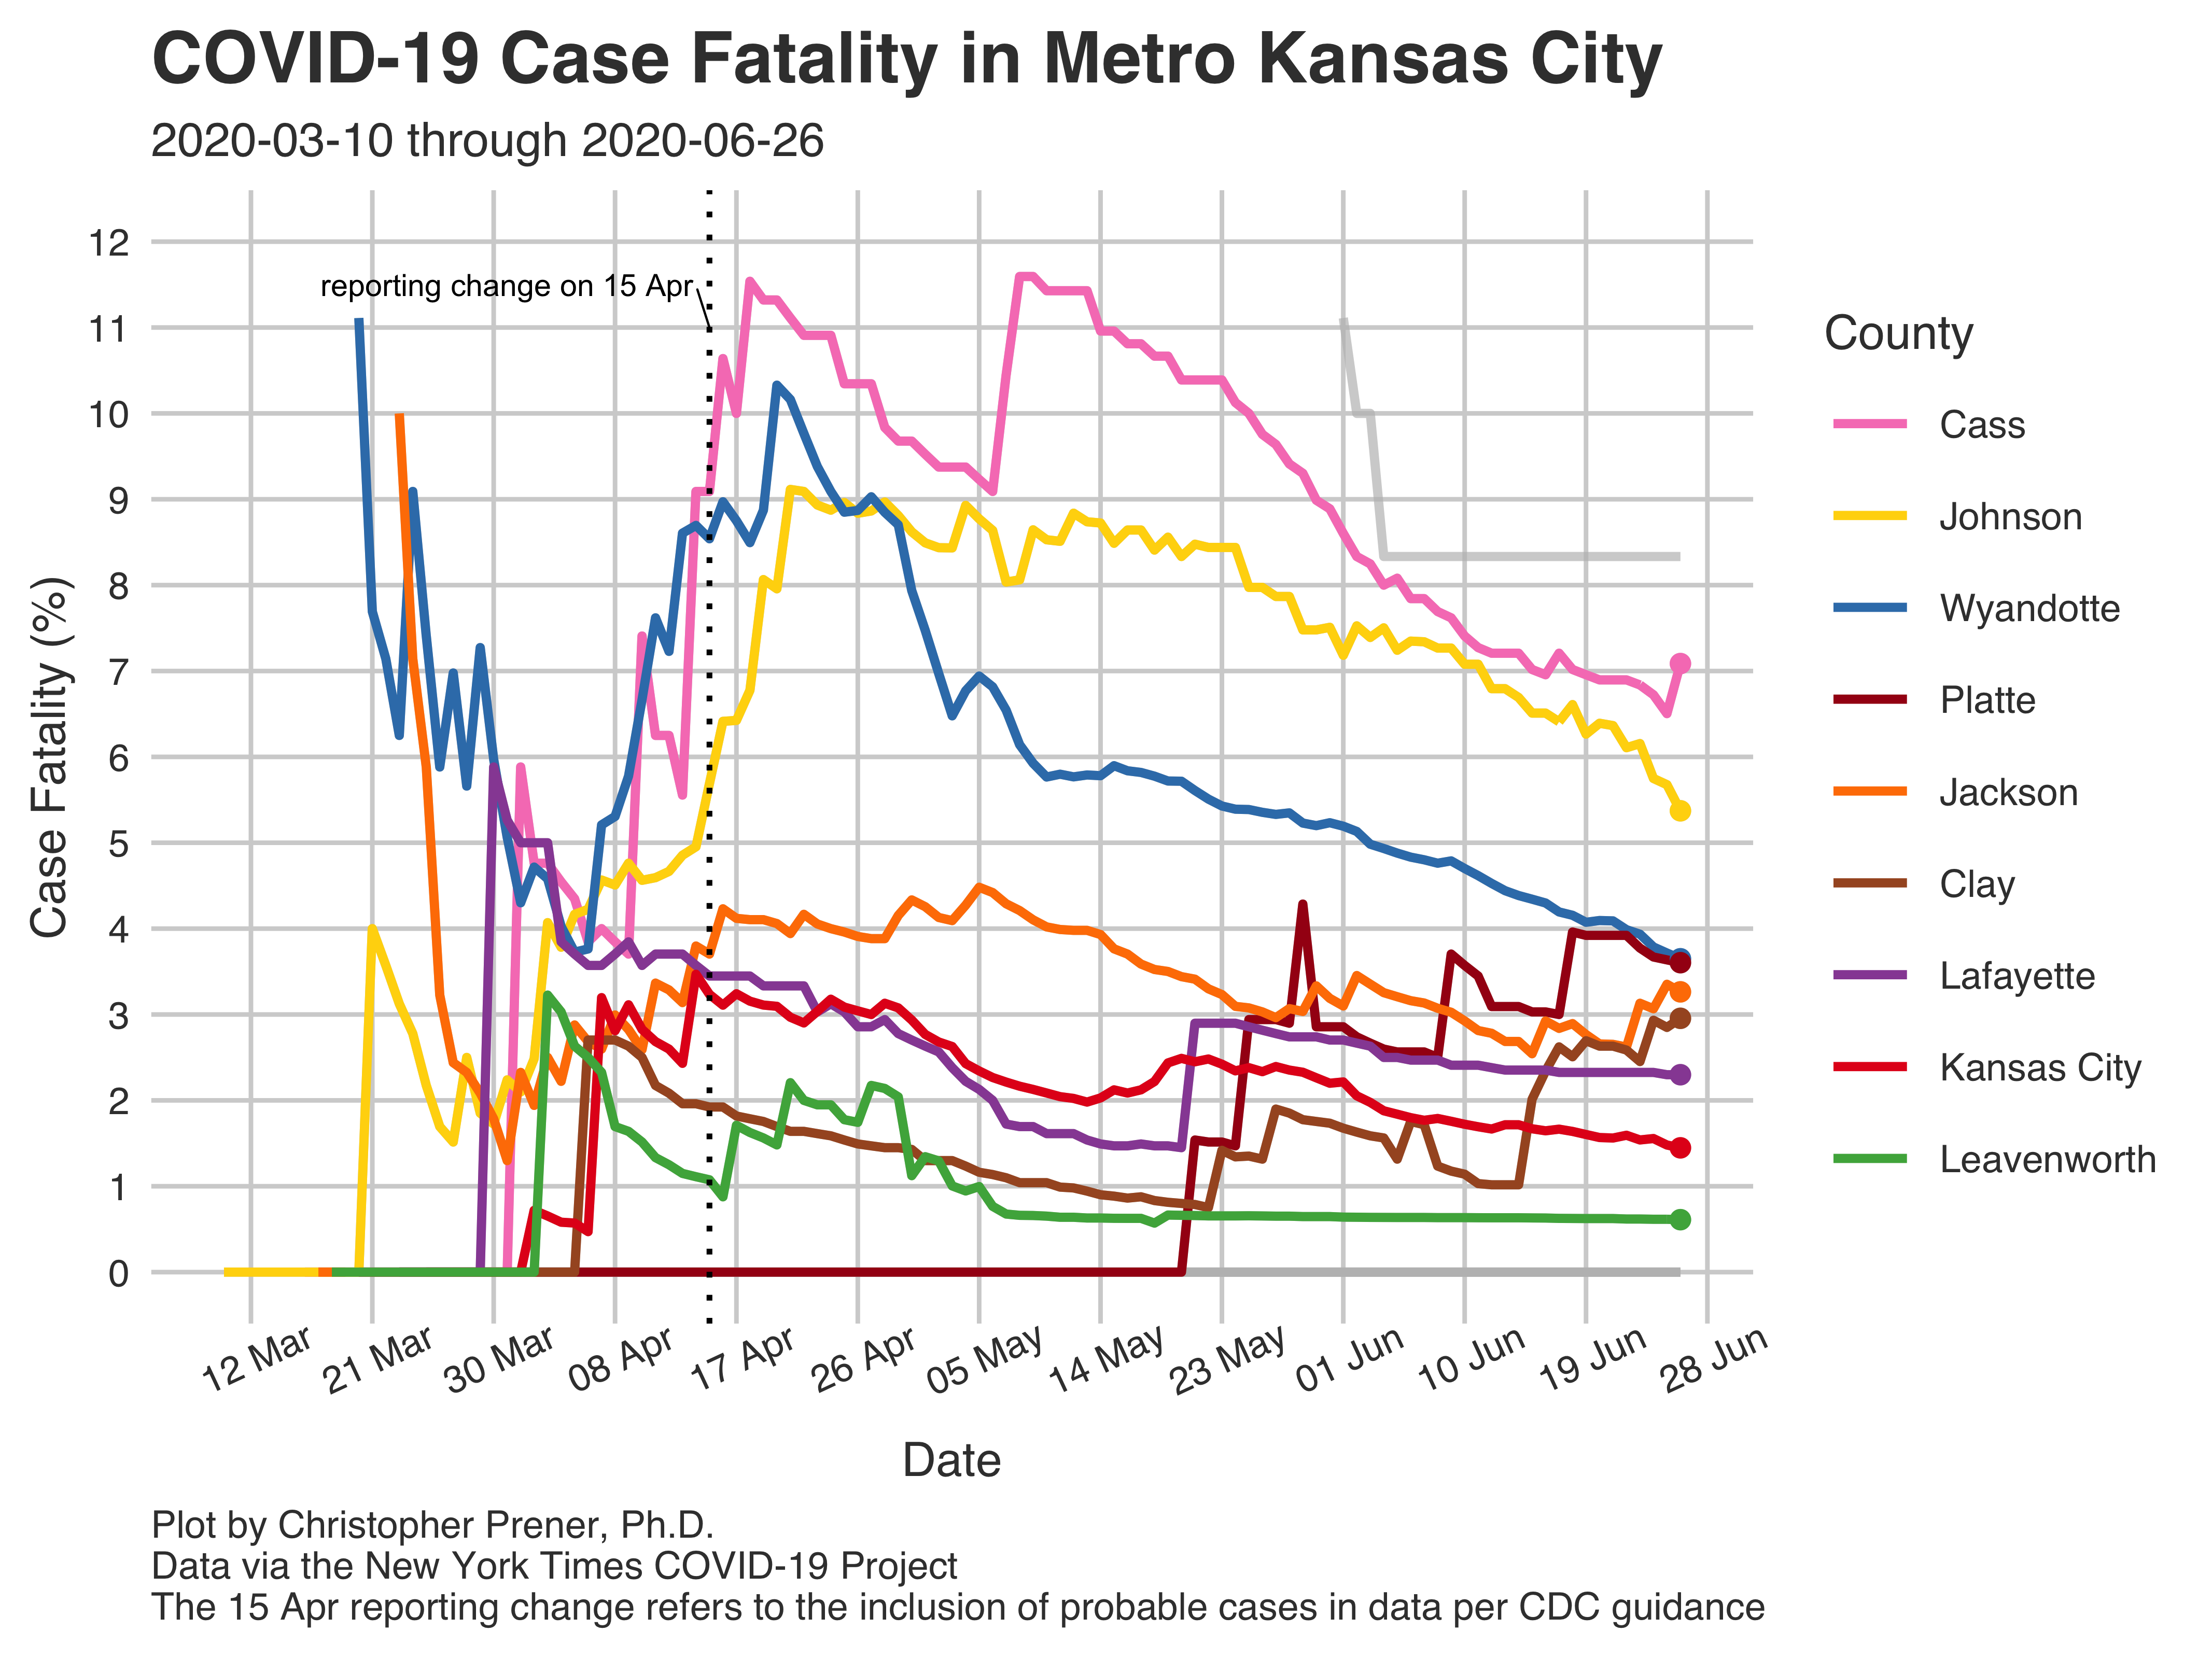 COVID-19 Case Fatality in Metro Kansas City
2020-03-10 through 2020-06-26
12
11
10
9
8
7
6
5
4
3
2
1
0
Case Fatality (%)
reporting change on 15 Apr
12 Mar
21 Mar
30 Mar
08 Apr
17 Apr
26 Apr
05 May
14 May
23 May
01 Jun
10 Jun
19 Jun
28 Jun
Date
County
Cass
Johnson
Wyandotte
Platte
Jackson
Clay
Lafayette
Kansas City
Leavenworth
Plot by Christopher Prener, Ph.D.
Data via the New York Times COVID-19 Project
The 15 Apr reporting change refers to the inclusion of probable cases in data per CDC guidance